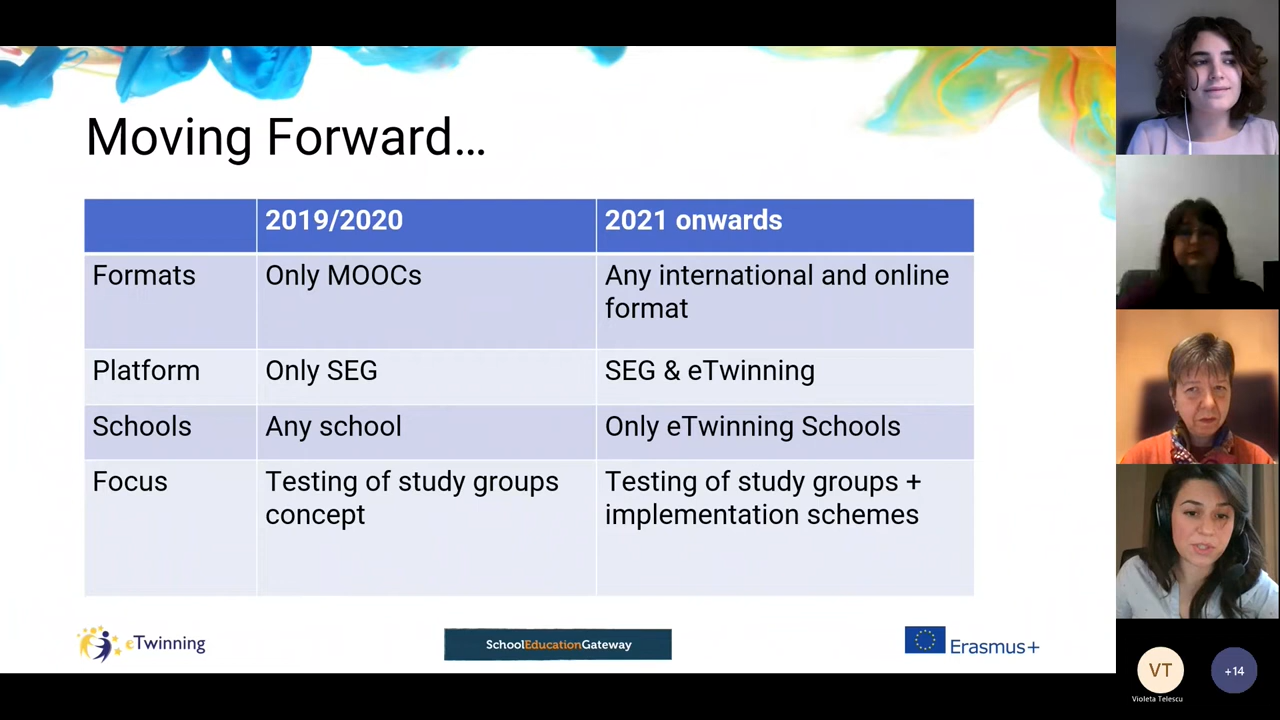 Moving Forward...
2019/2020
2021 onwards
Formats
Only MOOCs
Any international and online
format
Platform
Only SEG
SEG & eTwinning
Schools
Any school
Only eTwinning Schools
Focus
Testing of study groups
concept
Testing of study groups +
implementation schemes
eTwinning
SchoolEducationGateway
Erasmus+
VT
Violeta Telescu
+14